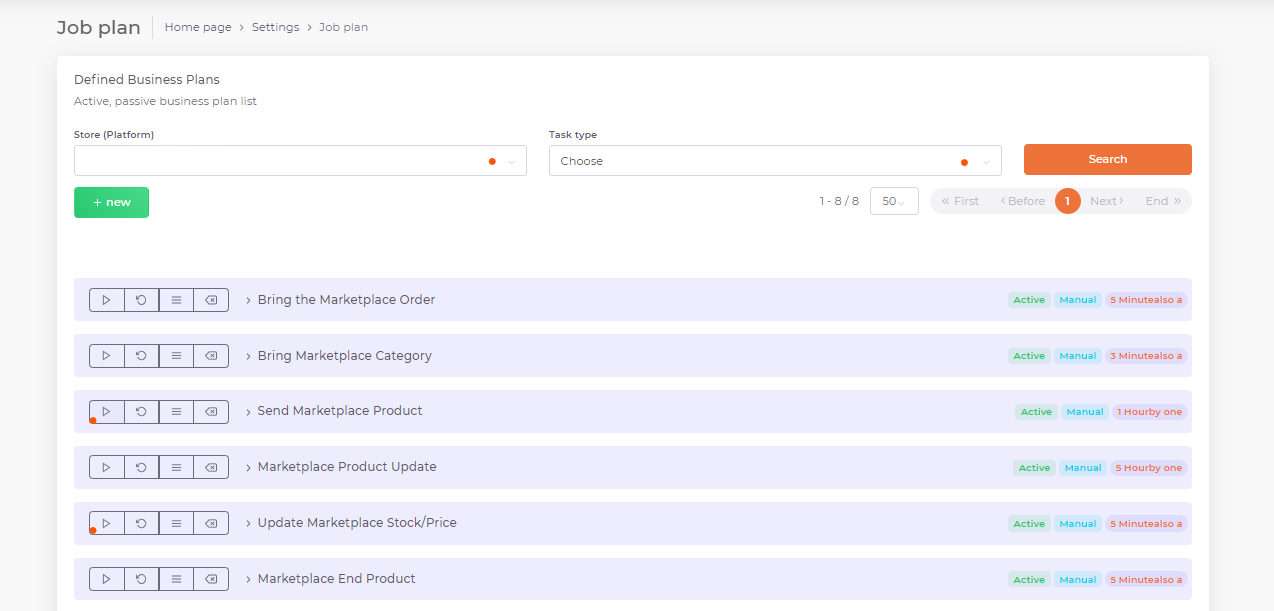 Job plan Home page > Settings > Job plan
Defined Business Plans
Active, passive business plan list
Store (Platform) Task type
Choose Search
+ new 1 - 8 / 8 50 « First < Before 1 Next > End »
> Bring the Marketplace Order Active Manual 5 Minutealso a
> Bring Marketplace Category Active Manual 3 Minutealso a
> Send Marketplace Product Active Manual 1 Hourby one
> Marketplace Product Update Active Manual 5 Hourby one
> Update Marketplace Stock/Price Active Manual 5 Minutealso a
> Marketplace End Product Active Manual 5 Minutealso a